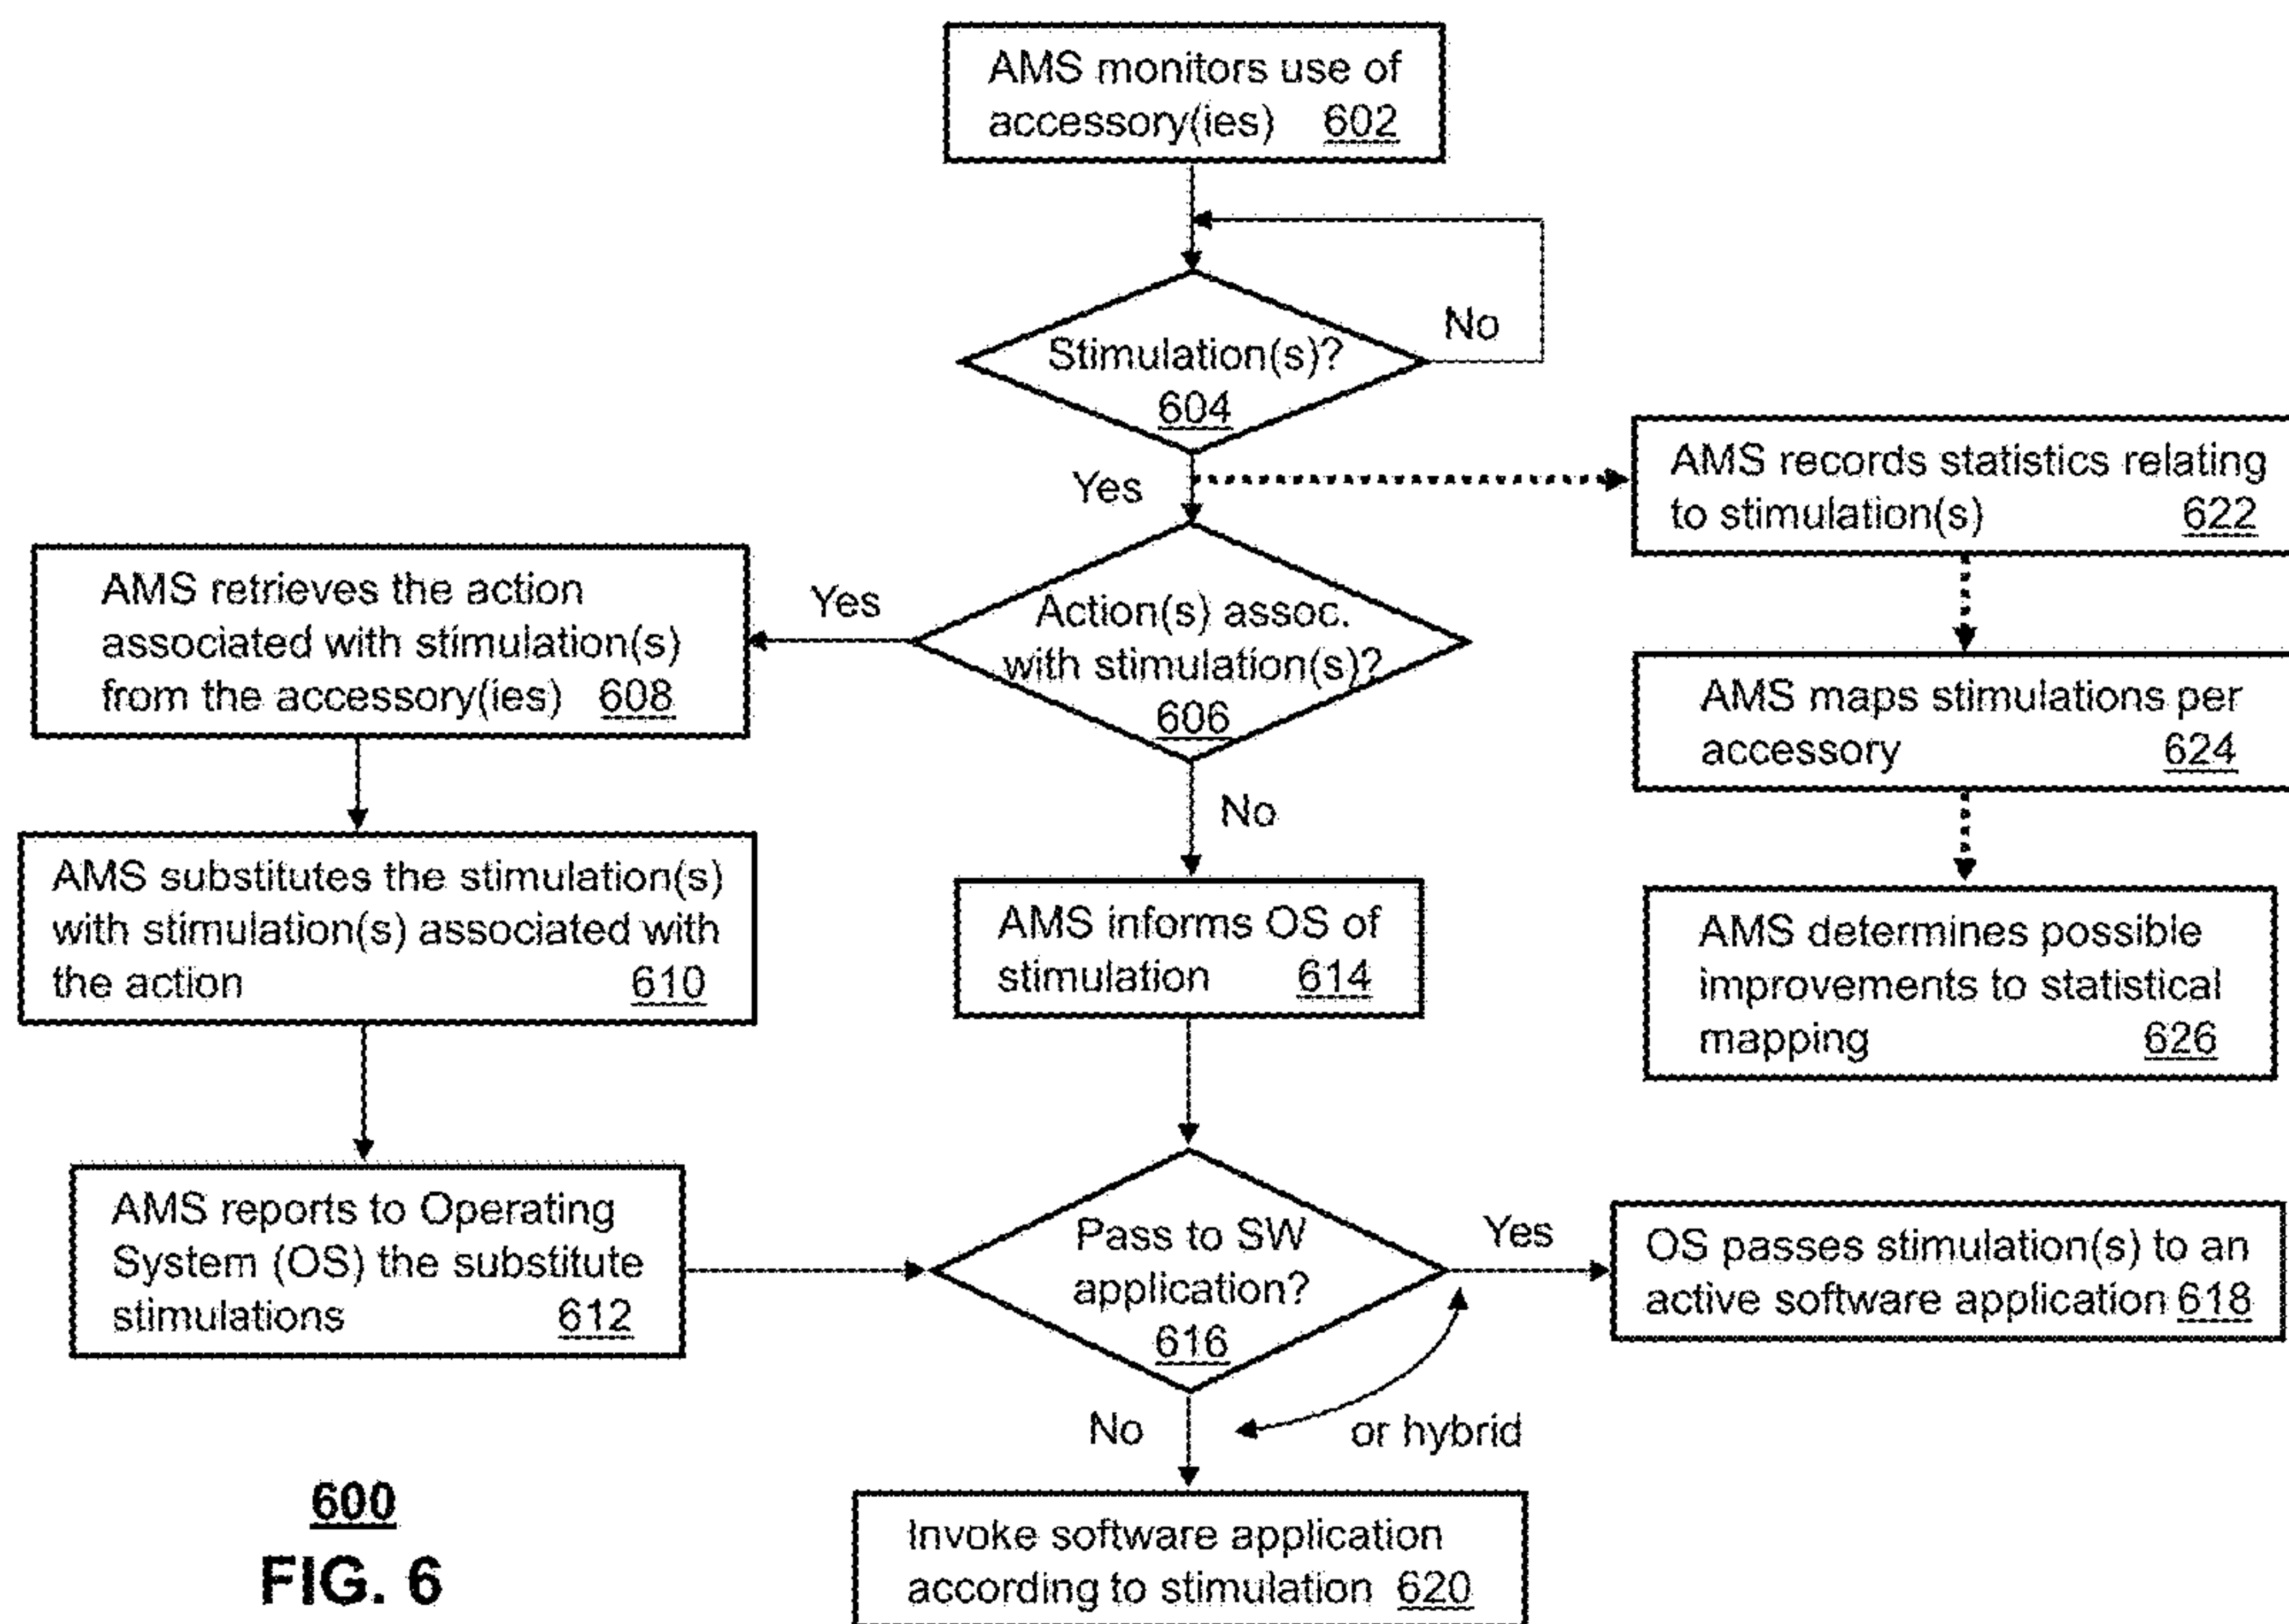 AMS monitors use of
accessory(ies) 602
Stimulation(s)?
604
No
Yes
AMS records statistics relating
to stimulation(s) 622
AMS retrieves the action
associated with stimulation(s)
from the accessory(ies) 608
Yes
Action(s) assoc.
with stimulation(s)?
606
AMS maps stimulations per
accessory 624
No
AMS substitutes the stimulation(s)
with stimulation(s) associated with
the action 610
AMS informs OS of
stimulation 614
AMS determines possible
improvements to statistical
mapping 626
AMS reports to Operating
System (OS) the substitute
stimulations 612
Pass to SW
application?
616
Yes
OS passes stimulation(s) to an
active software application 618
No
or hybrid
Invoke software application
according to stimulation 620
600
FIG. 6